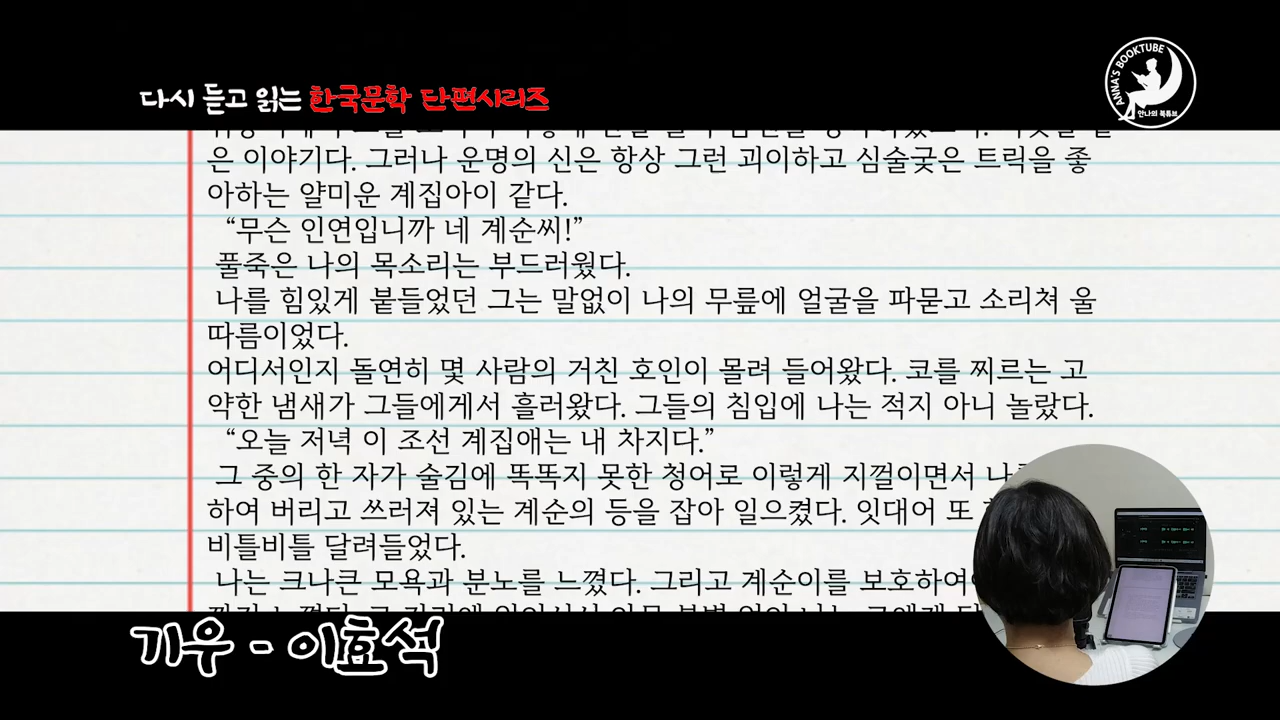 다시 듣고 읽는 한국문학 단편시리즈
ANNA'S BOOKTUBE
안나의 북튜브
은 이야기다. 그러나 운명의 신은 항상 그런 괴이하고 심술궂은 트릭을 좋
아하는 얄미운 계집아이 같다.
“무슨 인연입니까 네 계순씨!”
풀죽은 나의 목소리는 부드러웠다.
나를 힘있게 붙들었던 그는 말없이 나의 무릎에 얼굴을 파묻고 소리쳐 울
따름이었다.
어디서인지 돌연히 몇 사람의 거친 호인이 몰려 들어왔다. 코를 찌르는 고
약한 냄새가 그들에게서 흘러왔다. 그들의 침입에 나는 적지 아니 놀랐다.
“오늘 저녁 이 조선 계집애는 내 차지다.”
그 중의 한 자가 술김에 똑똑지 못한 청어로 이렇게 지껄이면서
하여 버리고 쓰러져 있는 계순의 등을 잡아 일으켰다. 잇대어 또
비틀비틀 달려들었다.
나는 크나큰 모욕과 분노를 느꼈다. 그리고 계순이를
기우 - 이효석